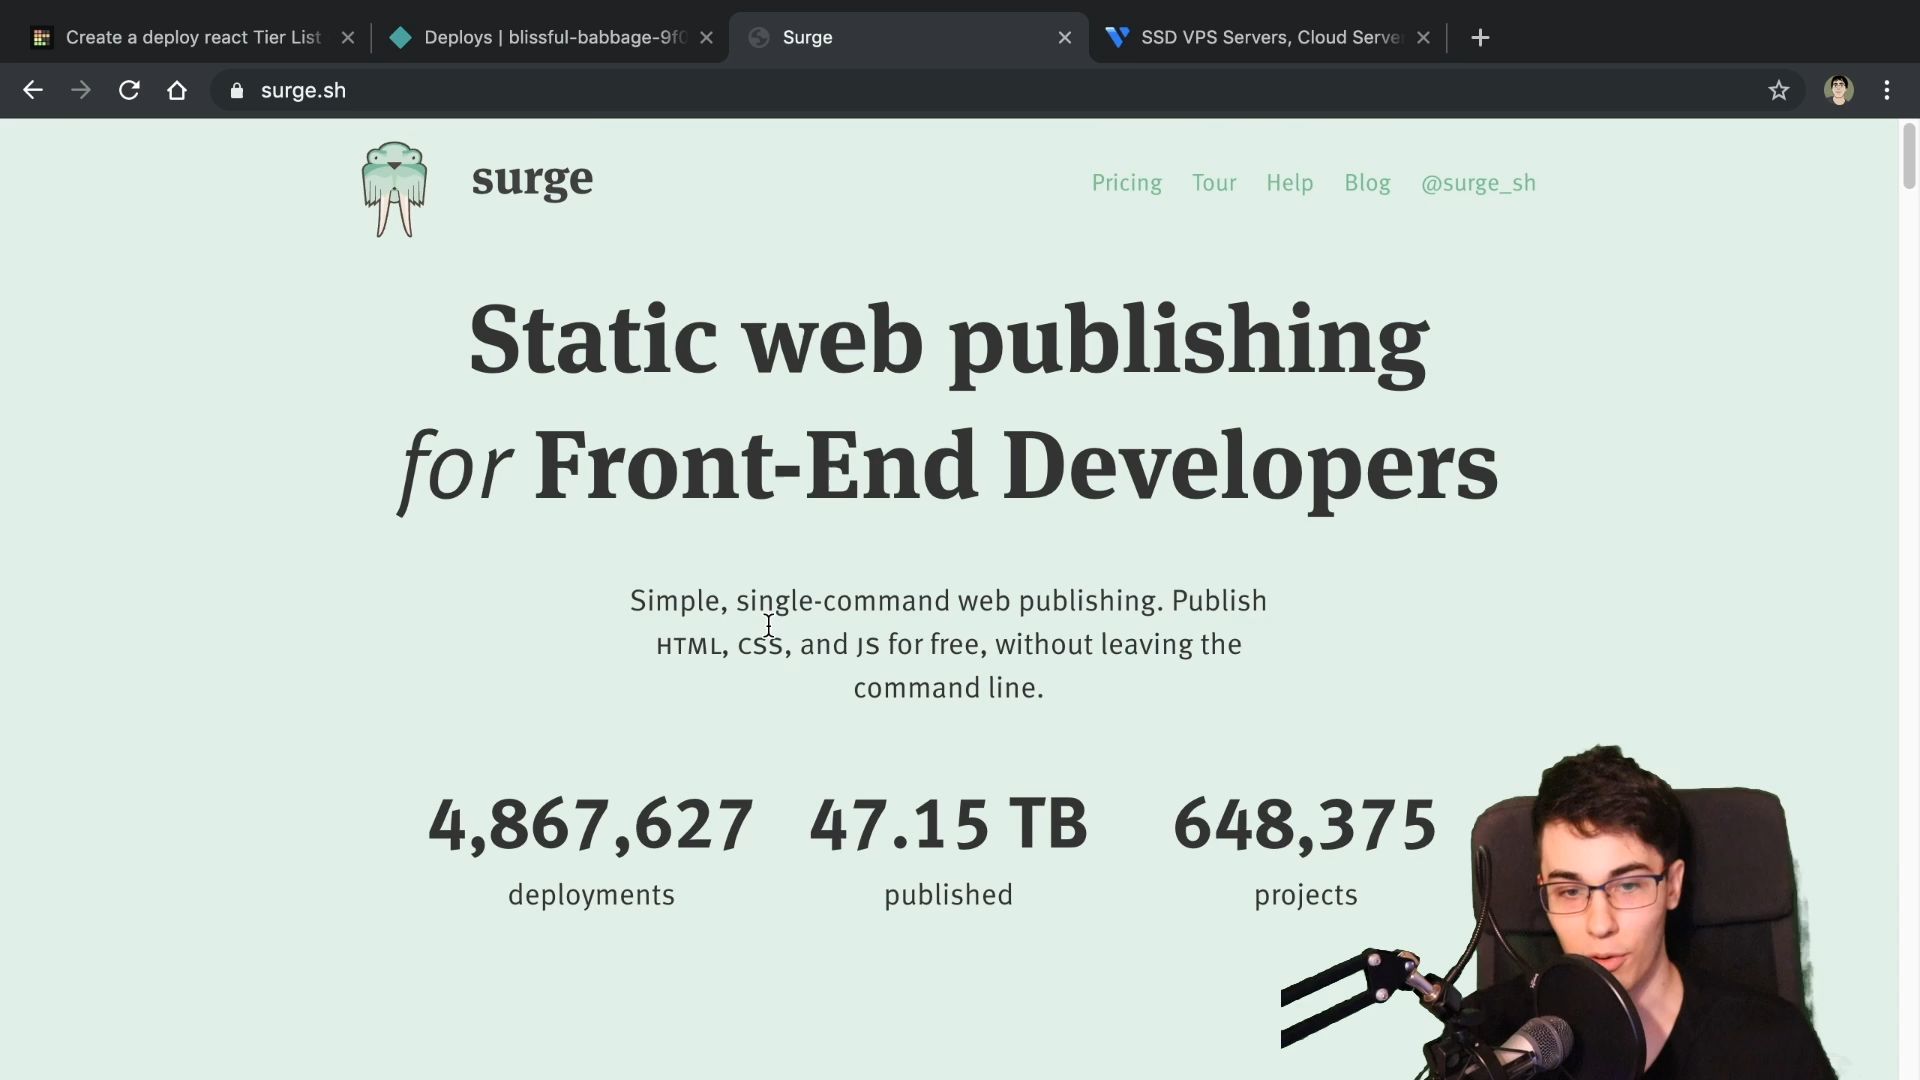 Create a deploy react Tier List
Deploys | blissful-babbage-9f0
Surge
SSD VPS Servers, Cloud Serve
surge.sh
surge
Pricing
Tour
Help
Blog
@surge_sh
Static web publishing
for Front-End Developers
Simple, single-command web publishing. Publish
HTML, CSS, and JS for free, without leaving the
command line.
4,867,627
47.15 TB
648,375
deployments
published
projects